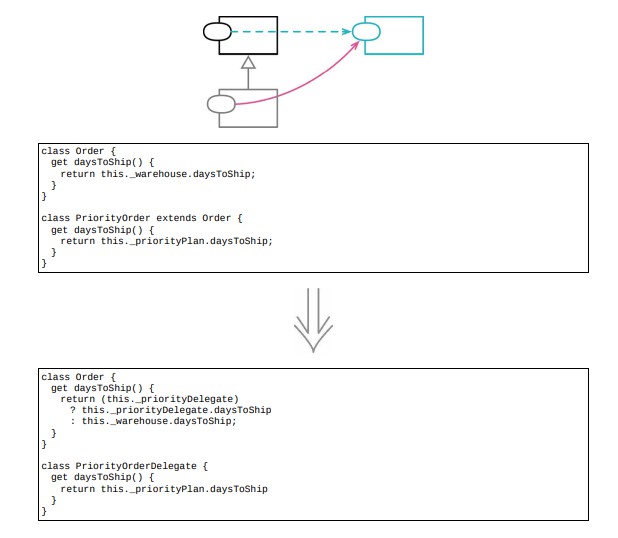 class Order {
  get daysToShip() {
    return this._warehouse.daysToShip;
  }
}
class PriorityOrder extends Order {
  get daysToShip() {
    return this._priorityPlan.daysToShip;
  }
}
class Order {
  get daysToShip() {
    return (this._priorityDelegate)
      ? this._priorityDelegate.daysToShip
      : this._warehouse.daysToShip;
  }
}
class PriorityOrderDelegate {
  get daysToShip() {
    return this._priorityPlan.daysToShip
  }
}